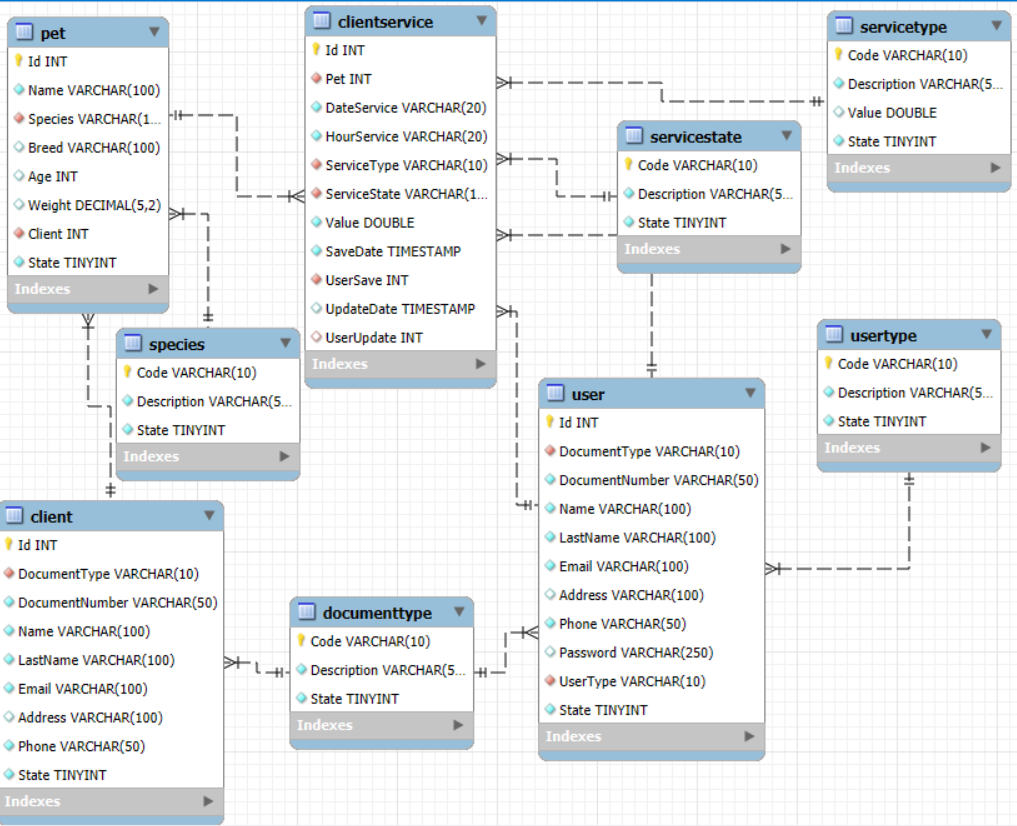 pet
Id INT
Name VARCHAR(100)
Species VARCHAR(1...
Breed VARCHAR(100)
Age INT
Weight DECIMAL(5,2)
Client INT
State TINYINT
Indexes
clientservice
Id INT
Pet INT
DateService VARCHAR(20)
HourService VARCHAR(20)
ServiceType VARCHAR(10)
ServiceState VARCHAR(1...
Value DOUBLE
SaveDate TIMESTAMP
UserSave INT
UpdateDate TIMESTAMP
UserUpdate INT
Indexes
servicetype
Code VARCHAR(10)
Description VARCHAR(5...
Value DOUBLE
State TINYINT
Indexes
servicestate
Code VARCHAR(10)
Description VARCHAR(5...
State TINYINT
Indexes
species
Code VARCHAR(10)
Description VARCHAR(5...
State TINYINT
Indexes
usertype
Code VARCHAR(10)
Description VARCHAR(5...
State TINYINT
Indexes
user
Id INT
DocumentType VARCHAR(10)
DocumentNumber VARCHAR(50)
Name VARCHAR(100)
LastName VARCHAR(100)
Email VARCHAR(100)
Address VARCHAR(100)
Phone VARCHAR(50)
Password VARCHAR(250)
UserType VARCHAR(10)
State TINYINT
Indexes
client
Id INT
DocumentType VARCHAR(10)
DocumentNumber VARCHAR(50)
Name VARCHAR(100)
LastName VARCHAR(100)
Email VARCHAR(100)
Address VARCHAR(100)
Phone VARCHAR(50)
State TINYINT
Indexes
documenttype
Code VARCHAR(10)
Description VARCHAR(5...
State TINYINT
Indexes